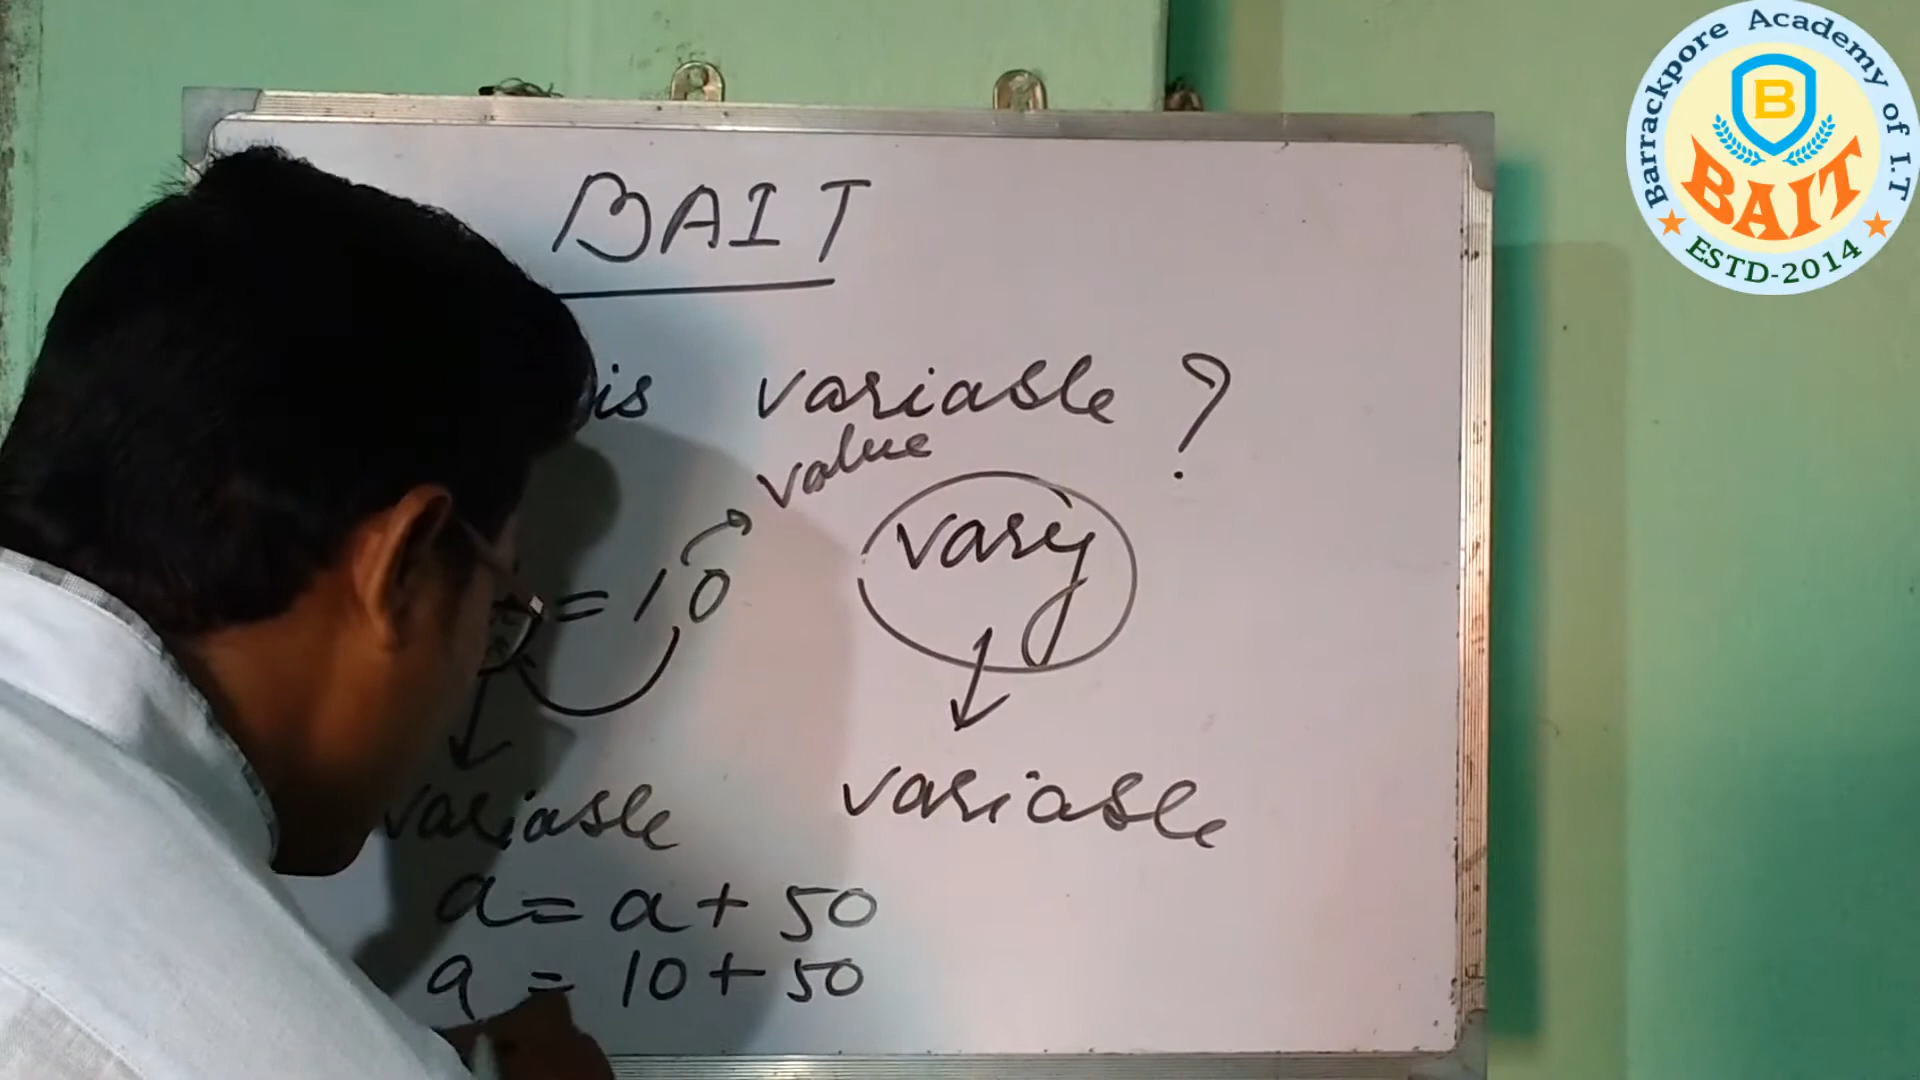 BAIT
is variable ?
value
vary
= 10
variable
variable
a = a + 50
a = 10 + 50
Barrackpore Academy of I.T
B
BAIT
ESTD-2014